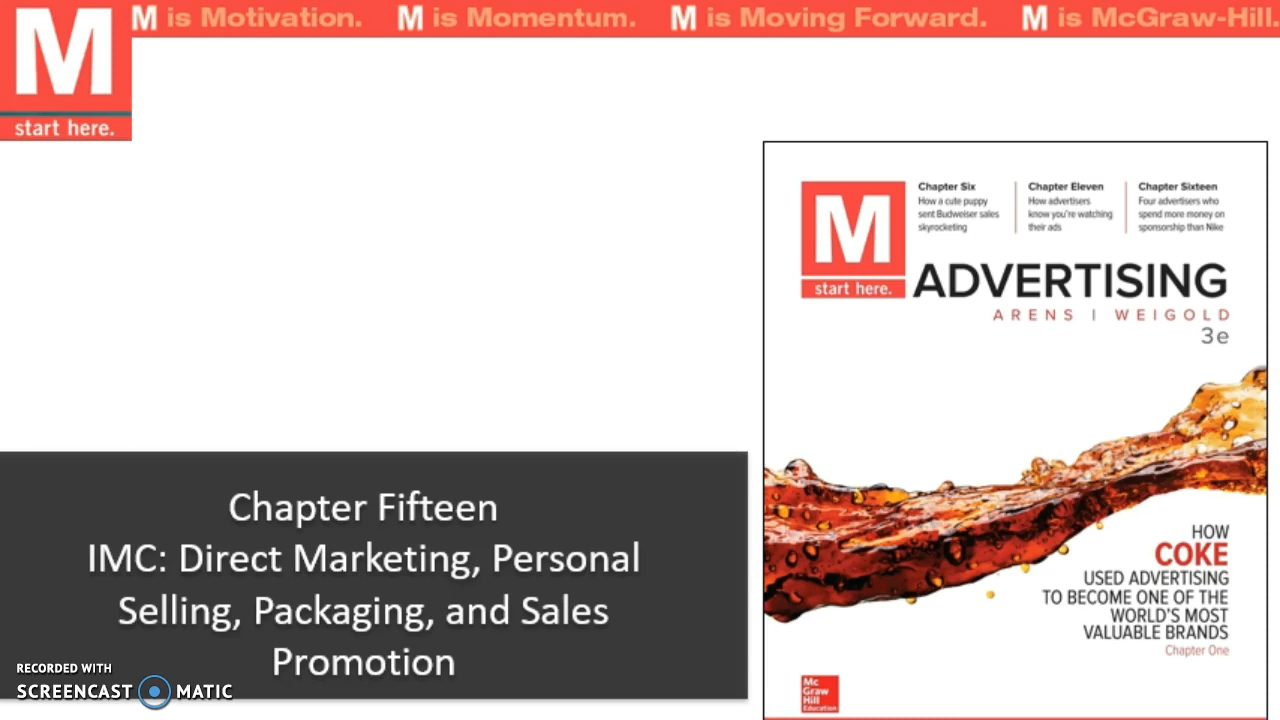 M is Motivation. M is Momentum. M is Moving Forward. M is McGraw-Hill.
M
start here.
Chapter Six
How a cute puppy
sent Budweiser sales
skyrocketing
Chapter Eleven
How advertisers
know you're watching
their ads
Chapter Sixteen
Four advertisers who
spend more money on
sponsorship than Nike
M
start here.
ADVERTISING
ARENS | WEIGOLD
3e
HOW
COKE
USED ADVERTISING
TO BECOME ONE OF THE
WORLD'S MOST
VALUABLE BRANDS
Chapter One
Mc
Graw
Hill
Education
Chapter Fifteen
IMC: Direct Marketing, Personal
Selling, Packaging, and Sales
Promotion
RECORDED WITH
SCREENCAST MATIC